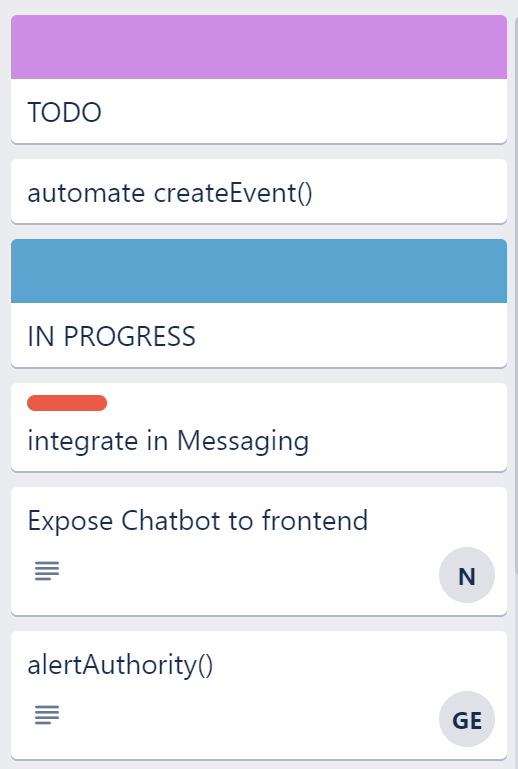 TODO
automate createEvent()
IN PROGRESS
integrate in Messaging
Expose Chatbot to frontend
N
alertAuthority()
GE